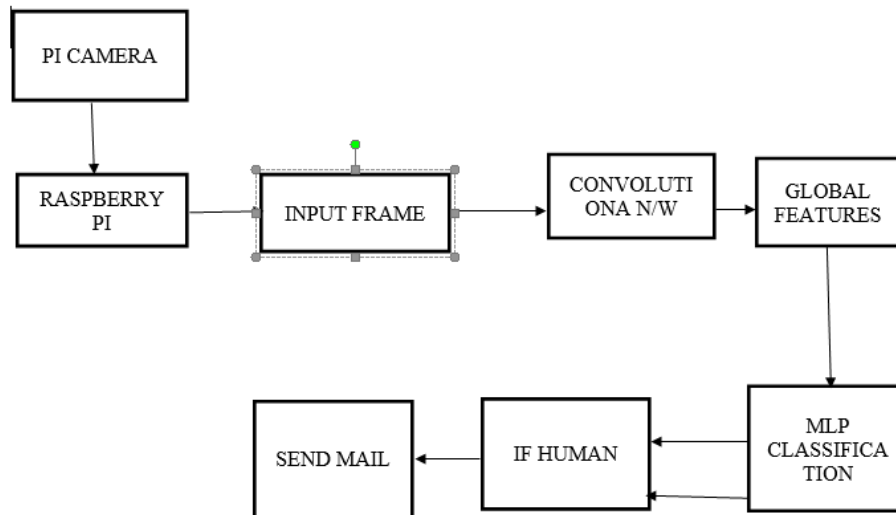 PI CAMERA
RASPBERRY
PI
INPUT FRAME
CONVOLUTI
ONA N/W
GLOBAL
FEATURES
MLP
CLASSIFICA
TION
IF HUMAN
SEND MAIL